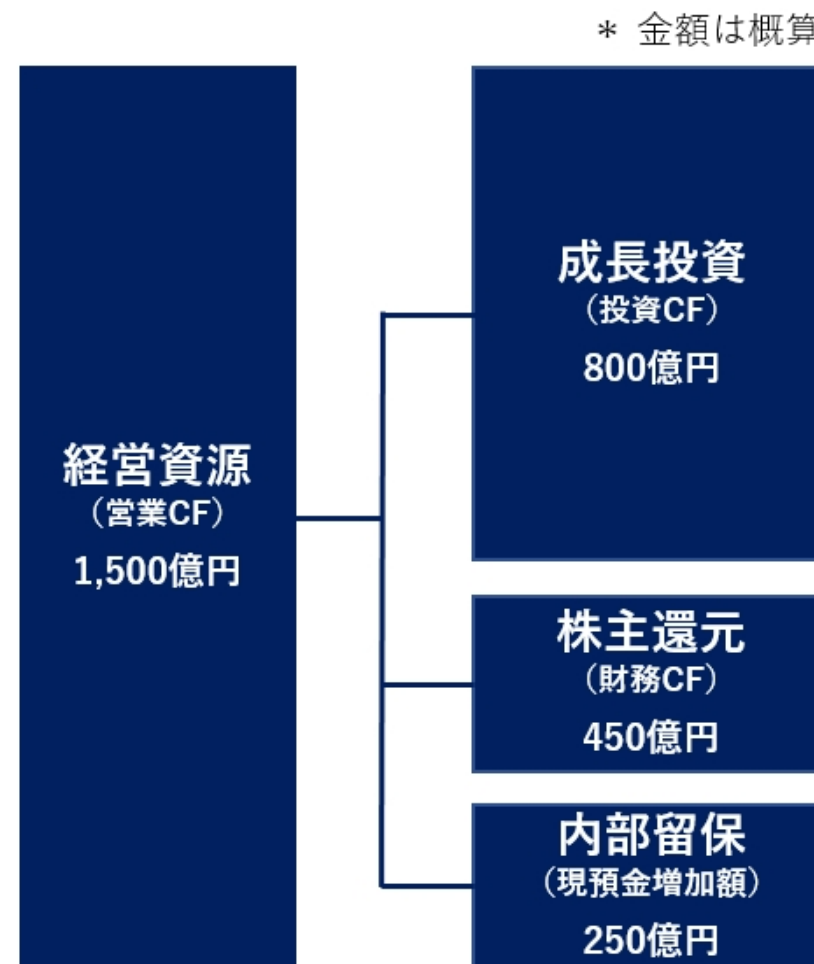 * 金額は概算
経営資源
（営業CF）
1,500億円
成長投資
（投資CF）
800億円
株主還元
（財務CF）
450億円
内部留保
（現預金増加額）
250億円